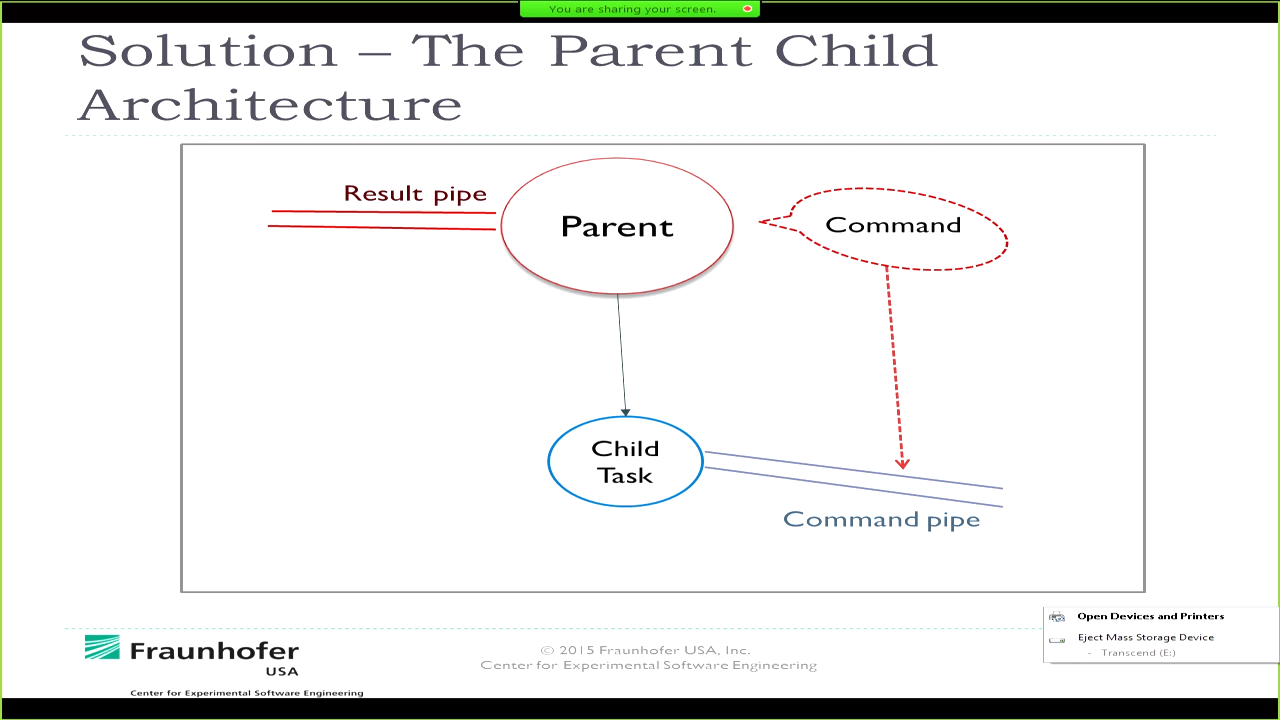 You are sharing your screen.
Solution – The Parent Child
Architecture
Result pipe
Parent
Command
Child
Task
Command pipe
Open Devices and Printers
Eject Mass Storage Device
- Transcend (E:)
Fraunhofer
USA
Center for Experimental Software Engineering
© 2015 Fraunhofer USA, Inc.
Center for Experimental Software Engineering